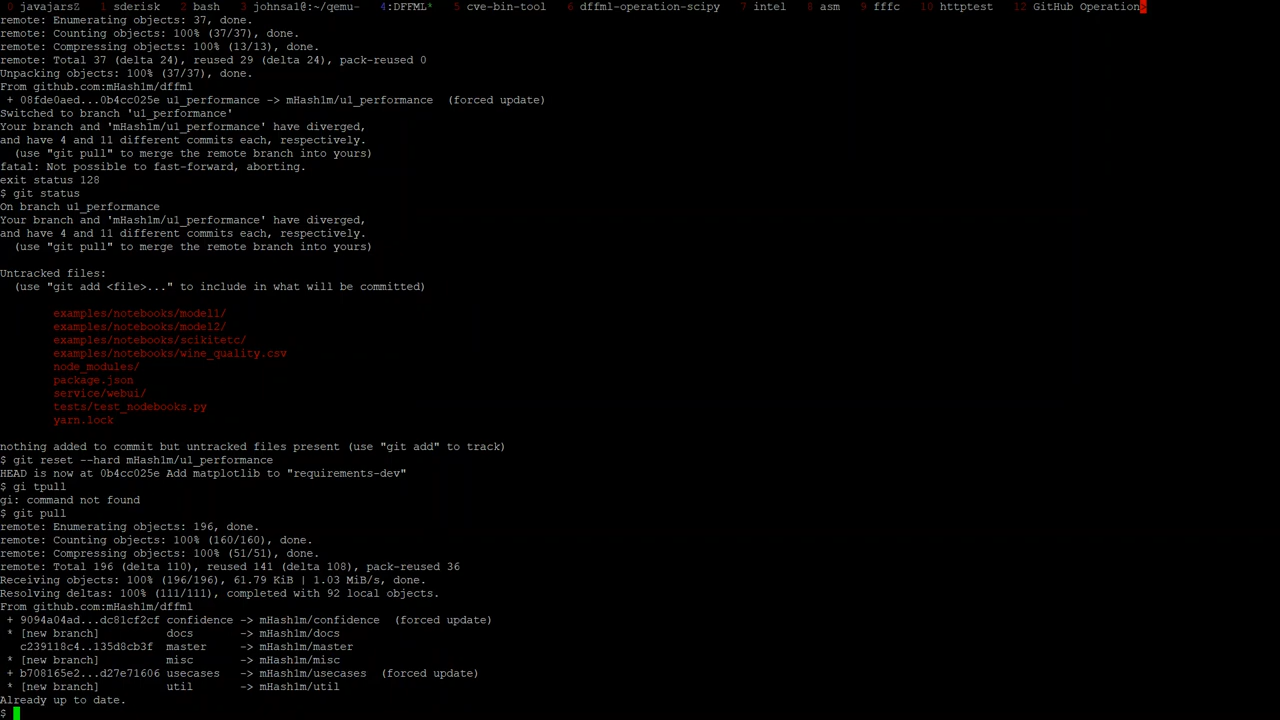 0 javajarsZ  1 sderisk  2 bash  3 johnsa1@:~/qemu-  4:DFFML*  5 cve-bin-tool  6 dffml-operation-scipy  7 intel  8 asm  9 fffc  10 httptest  12 GitHub Operation>
remote: Enumerating objects: 37, done.
remote: Counting objects: 100% (37/37), done.
remote: Compressing objects: 100% (13/13), done.
remote: Total 37 (delta 24), reused 29 (delta 24), pack-reused 0
Unpacking objects: 100% (37/37), done.
From github.com:mHash1m/dffml
 + 08fde0aed...0b4cc025e u1_performance -> mHash1m/u1_performance  (forced update)
Switched to branch 'u1_performance'
Your branch and 'mHash1m/u1_performance' have diverged,
and have 4 and 11 different commits each, respectively.
  (use "git pull" to merge the remote branch into yours)
fatal: Not possible to fast-forward, aborting.
exit status 128
$ git status
On branch u1_performance
Your branch and 'mHash1m/u1_performance' have diverged,
and have 4 and 11 different commits each, respectively.
  (use "git pull" to merge the remote branch into yours)
Untracked files:
  (use "git add <file>..." to include in what will be committed)
        examples/notebooks/model1/
        examples/notebooks/model2/
        examples/notebooks/scikitetc/
        examples/notebooks/wine_quality.csv
        node_modules/
        package.json
        service/webui/
        tests/test_nodebooks.py
        yarn.lock
nothing added to commit but untracked files present (use "git add" to track)
$ git reset --hard mHash1m/u1_performance
HEAD is now at 0b4cc025e Add matplotlib to "requirements-dev"
$ gi tpull
gi: command not found
$ git pull
remote: Enumerating objects: 196, done.
remote: Counting objects: 100% (160/160), done.
remote: Compressing objects: 100% (51/51), done.
remote: Total 196 (delta 110), reused 141 (delta 108), pack-reused 36
Receiving objects: 100% (196/196), 61.79 KiB | 1.03 MiB/s, done.
Resolving deltas: 100% (111/111), completed with 92 local objects.
From github.com:mHash1m/dffml
 + 9094a04ad...dc81cf2cf confidence -> mHash1m/confidence  (forced update)
 * [new branch]          docs       -> mHash1m/docs
   c239118c4..135d8cb3f  master     -> mHash1m/master
 * [new branch]          misc       -> mHash1m/misc
 + b708165e2...d27e71606 usecases   -> mHash1m/usecases  (forced update)
 * [new branch]          util       -> mHash1m/util
Already up to date.
$